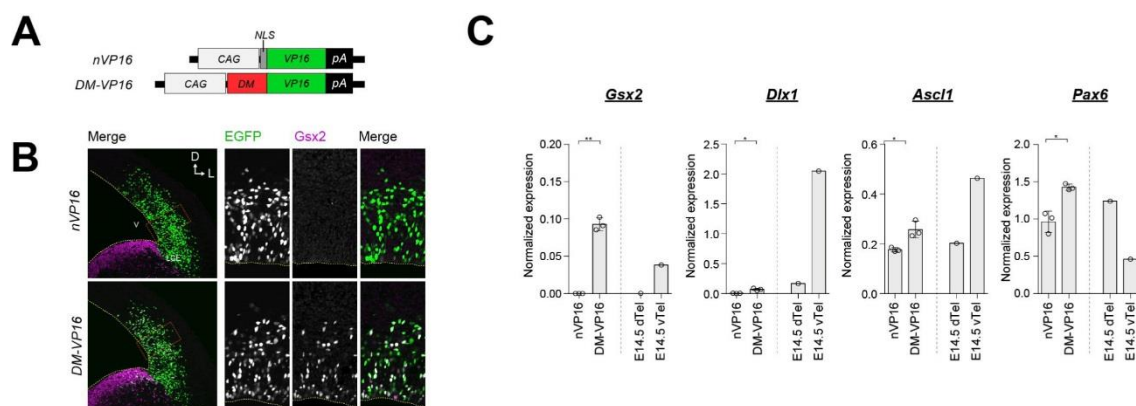 A
NLS
nVP16 CAG VP16 pA
DM-VP16 CAG DM VP16 pA
B
Merge EGFP Gsx2 Merge
nVP16
D
L
V
LGE
DM-VP16
C
Gsx2
Normalized expression
0.20
0.15
0.10
0.05
0.00
**
nVP16
DM-VP16
E14.5 dTel
E14.5 vTel
Dlx1
Normalized expression
2.5
2.0
1.5
1.0
0.5
0.0
*
nVP16
DM-VP16
E14.5 dTel
E14.5 vTel
Ascl1
Normalized expression
0.6
0.4
0.2
0.0
*
nVP16
DM-VP16
E14.5 dTel
E14.5 vTel
Pax6
Normalized expression
2.0
1.5
1.0
0.5
0.0
*
nVP16
DM-VP16
E14.5 dTel
E14.5 vTel